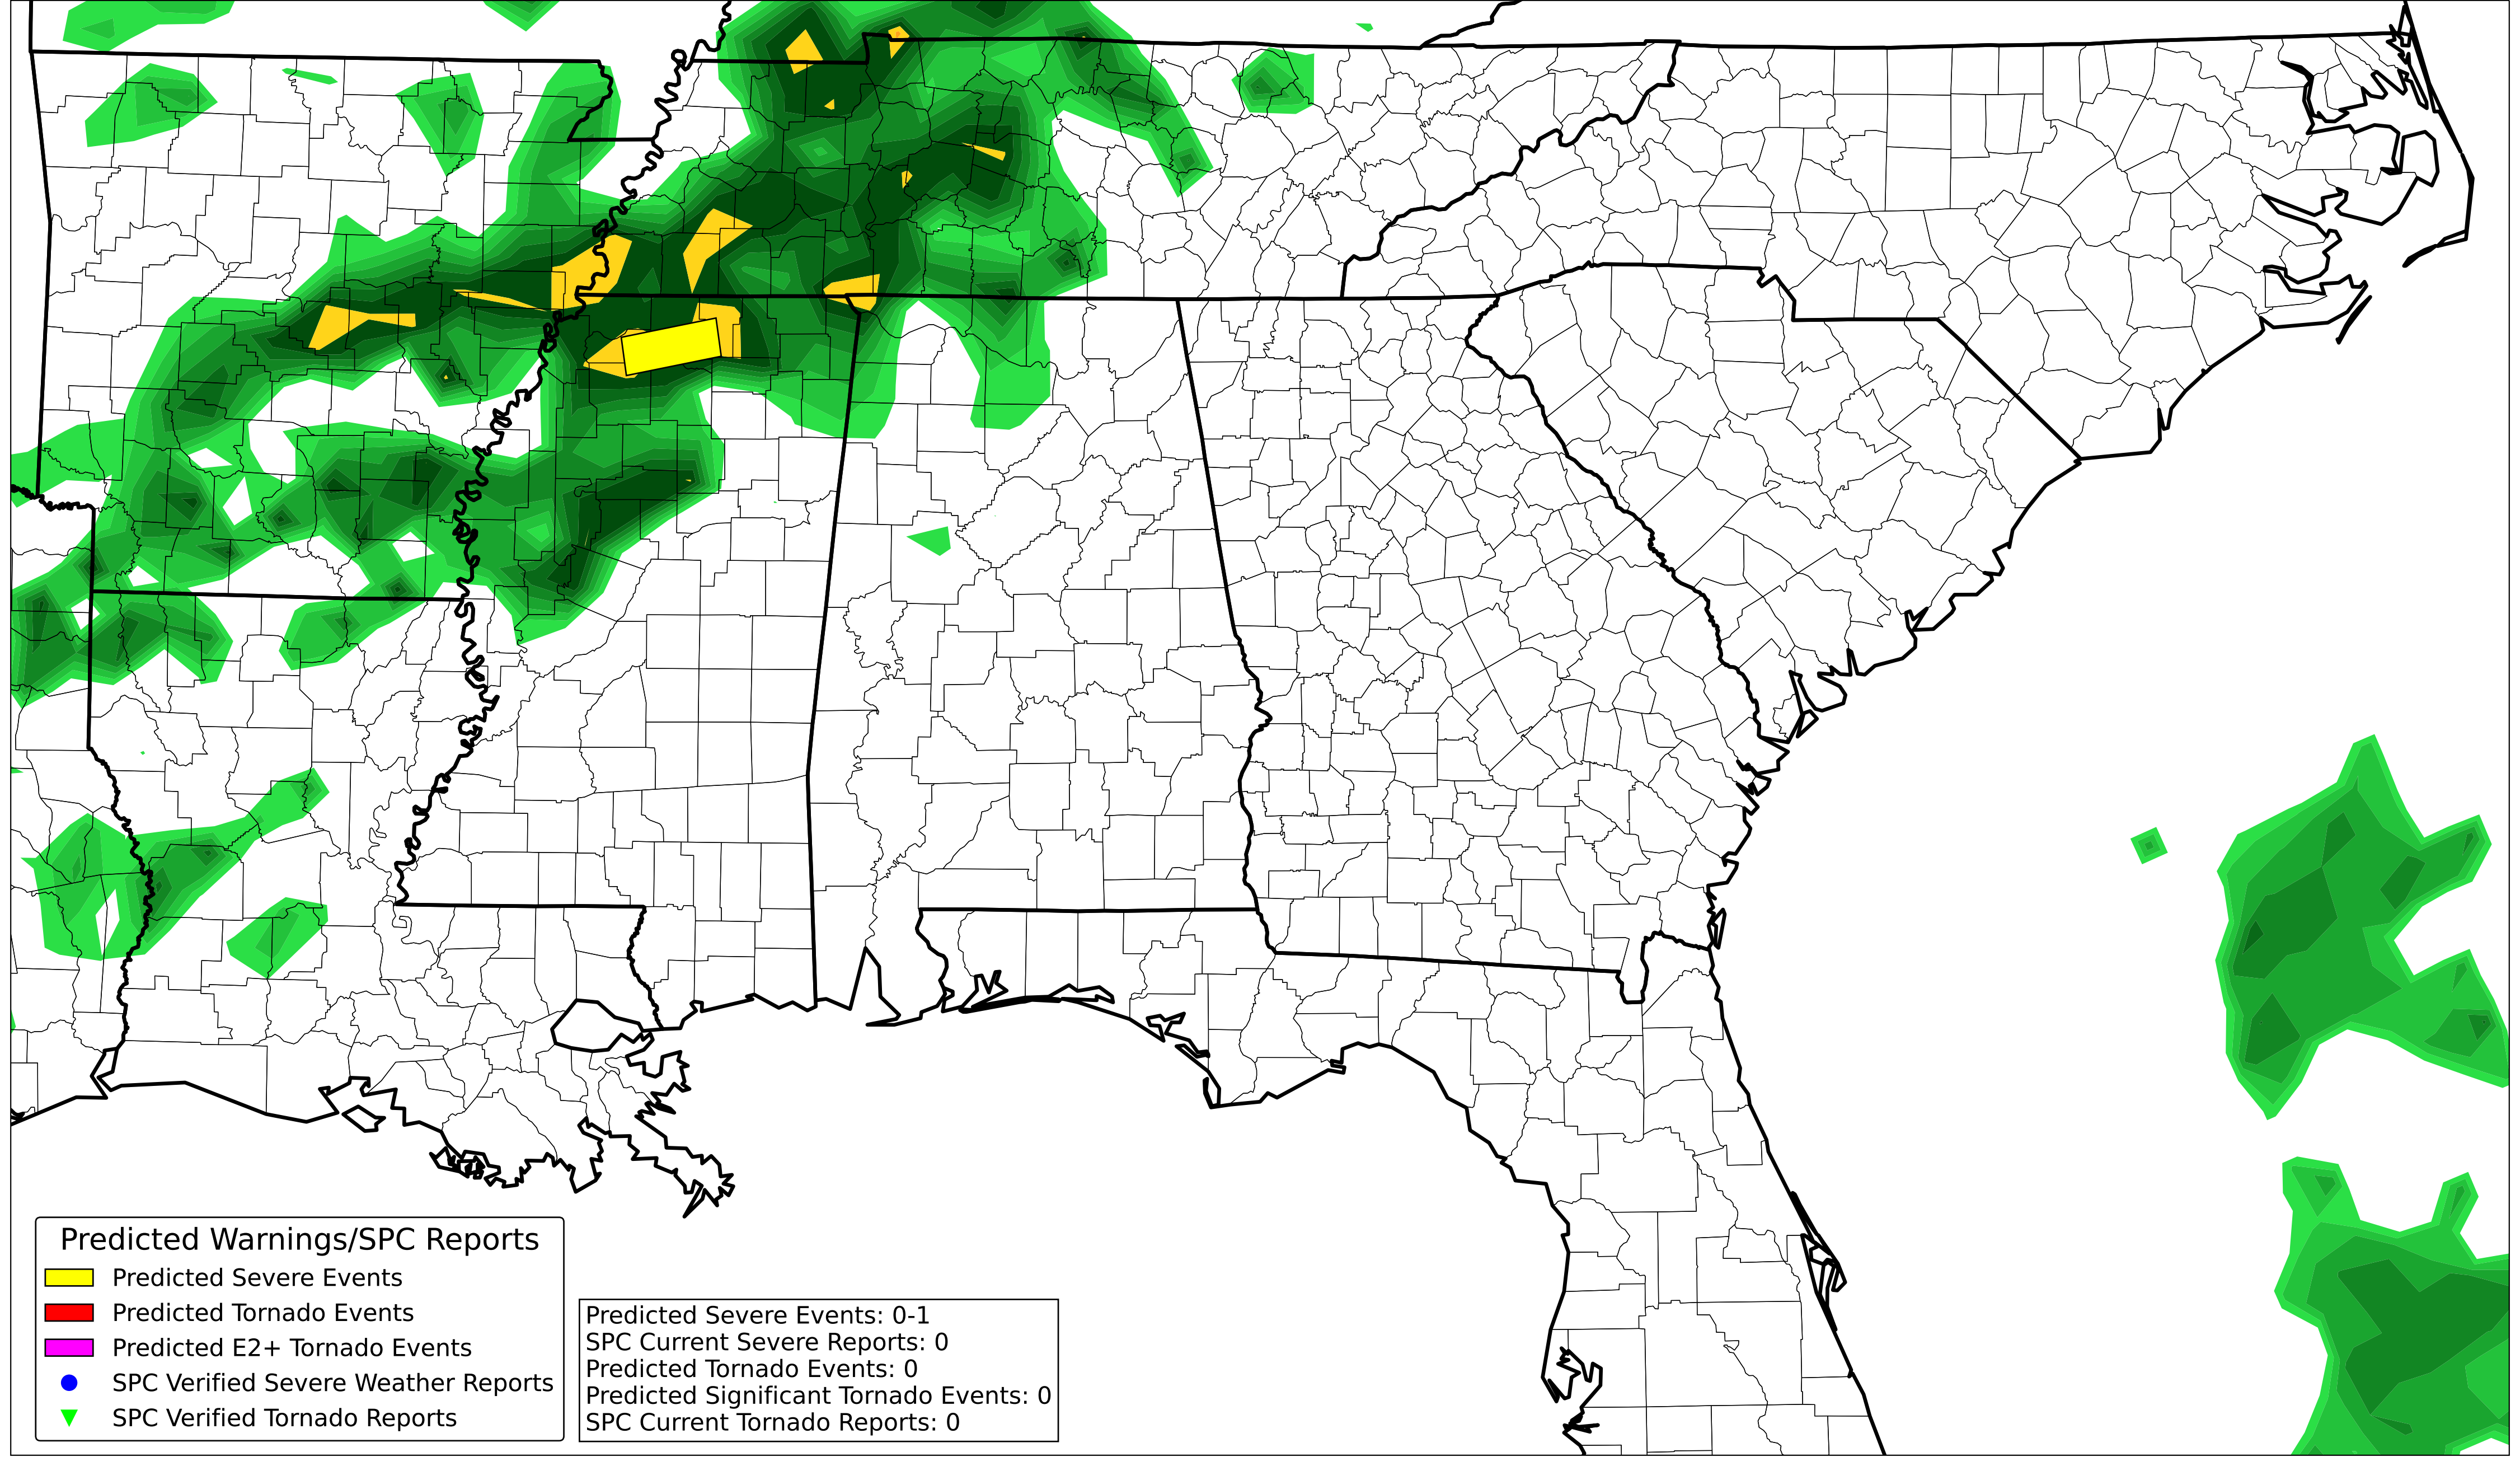 Predicted Warnings/SPC Reports
Predicted Severe Events
Predicted Tornado Events
Predicted E2+ Tornado Events
SPC Verified Severe Weather Reports
SPC Verified Tornado Reports
Predicted Severe Events: 0-1
SPC Current Severe Reports: 0
Predicted Tornado Events: 0
Predicted Significant Tornado Events: 0
SPC Current Tornado Reports: 0